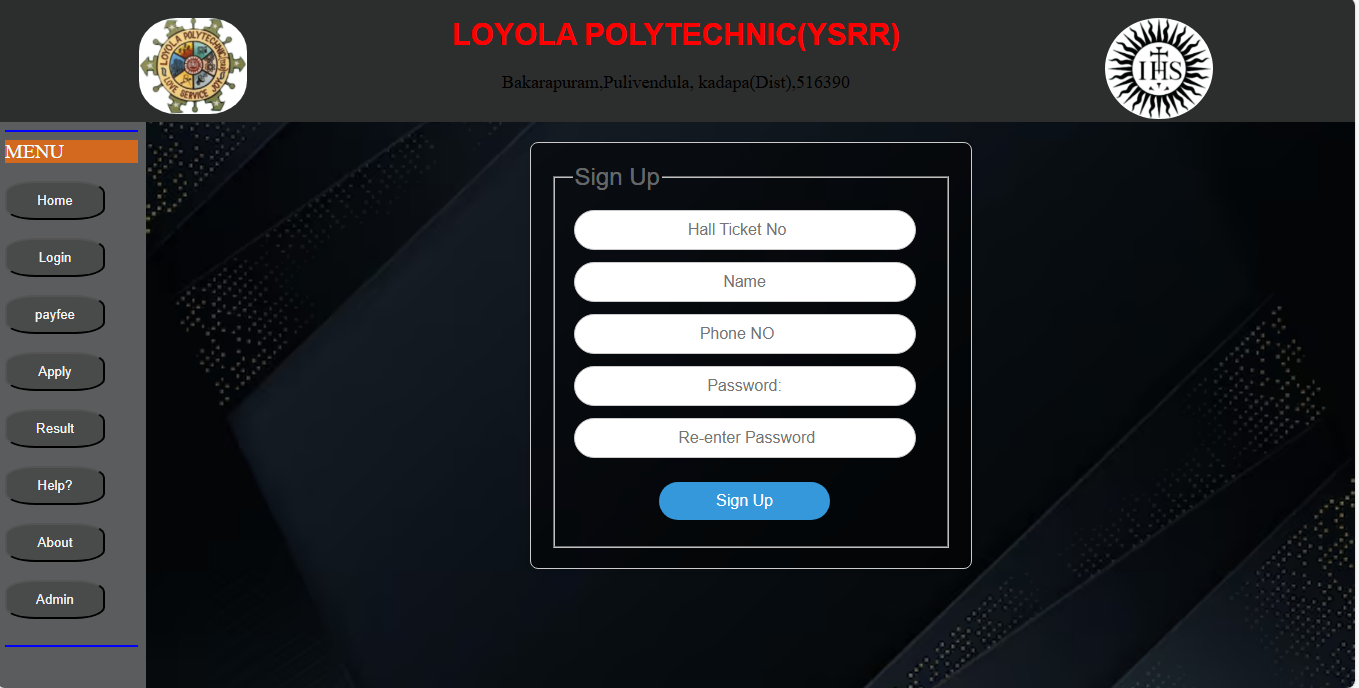 LOYOLA POLYTECHNIC(YSRR)
Bakarapuram,Pulivendula, kadapa(Dist),516390
LOYOLA POLYTECHNIC
LOVE SERVICE JOY
IHS
MENU
Home
Login
payfee
Apply
Result
Help?
About
Admin
Sign Up
Hall Ticket No
Name
Phone NO
Password:
Re-enter Password
Sign Up